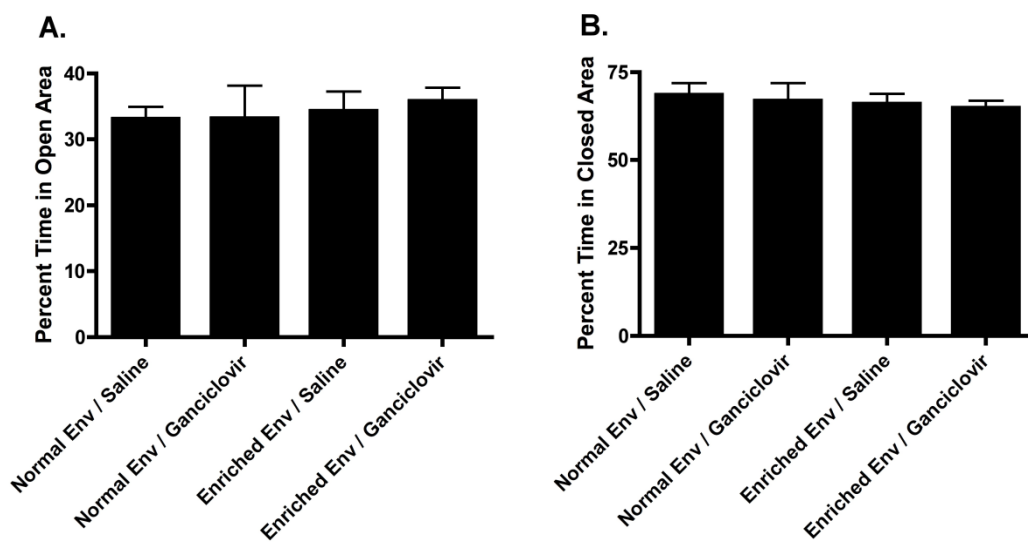 A.
Percent Time in Open Area
40
30
20
10
0
Normal Env / Saline
Normal Env / Ganciclovir
Enriched Env / Saline
Enriched Env / Ganciclovir
B.
Percent Time in Closed Area
75
50
25
0
Normal Env / Saline
Normal Env / Ganciclovir
Enriched Env / Saline
Enriched Env / Ganciclovir